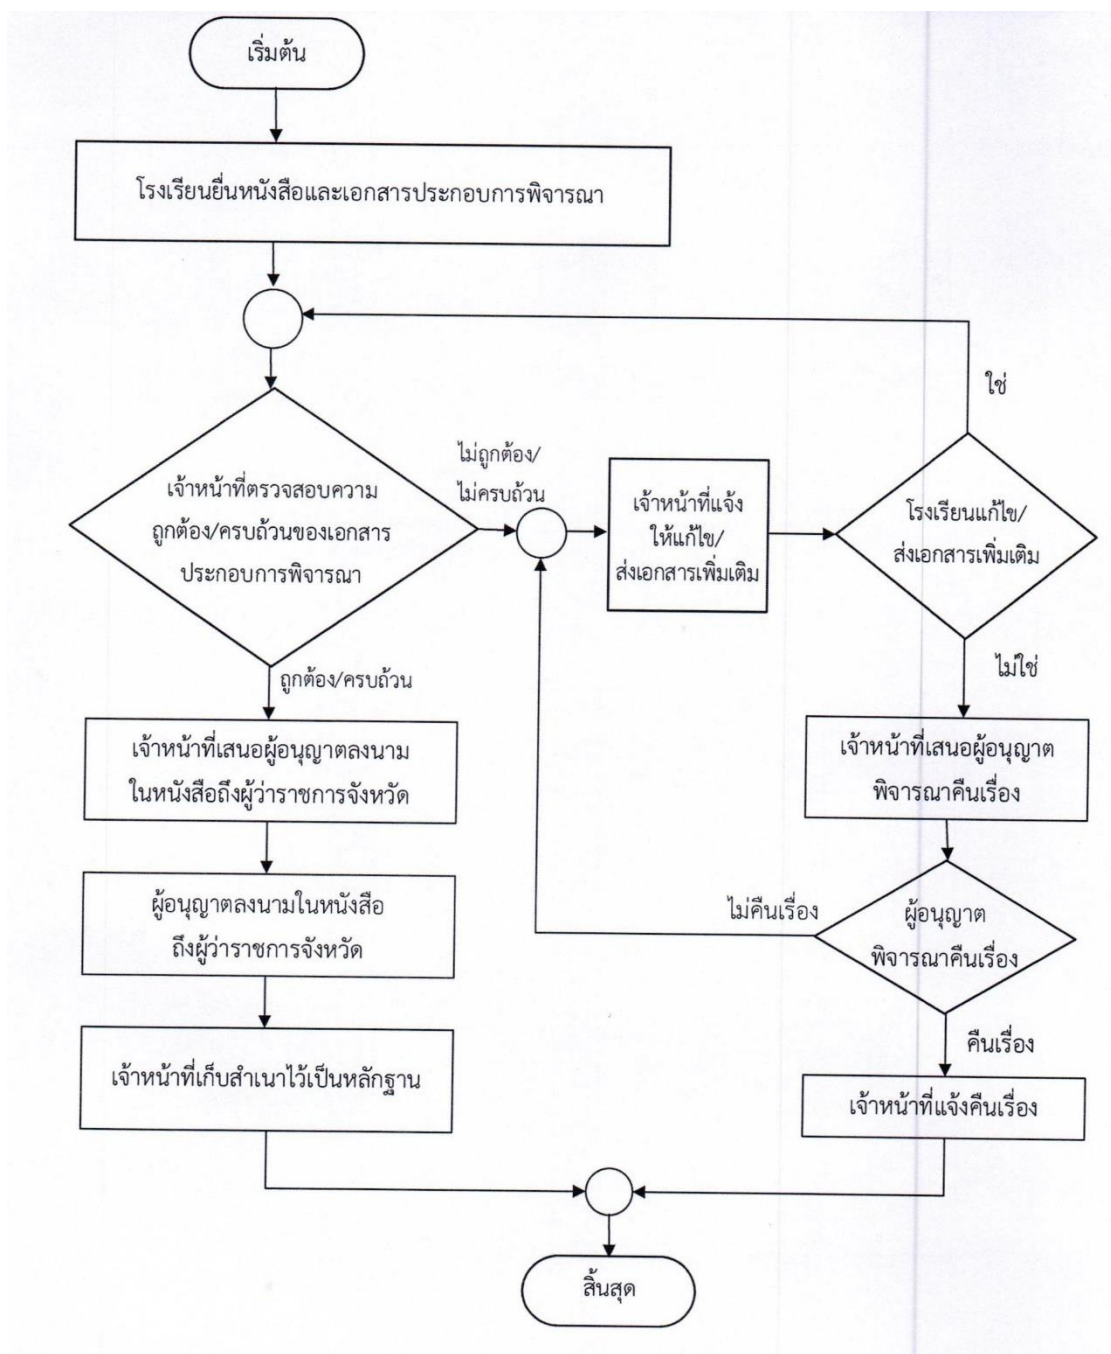 เริ่มต้น
โรงเรียนยื่นหนังสือและเอกสารประกอบการพิจารณา
ใช่
ไม่ถูกต้อง/
ไม่ครบถ้วน
เจ้าหน้าที่ตรวจสอบความ
ถูกต้อง/ครบถ้วนของเอกสาร
ประกอบการพิจารณา
เจ้าหน้าที่แจ้ง
ให้แก้ไข/
ส่งเอกสารเพิ่มเติม
โรงเรียนแก้ไข/
ส่งเอกสารเพิ่มเติม
ถูกต้อง/ครบถ้วน
ไม่ใช่
เจ้าหน้าที่เสนอผู้อนุญาตลงนาม
ในหนังสือถึงผู้ว่าราชการจังหวัด
เจ้าหน้าที่เสนอผู้อนุญาต
พิจารณาคืนเรื่อง
ผู้อนุญาตลงนามในหนังสือ
ถึงผู้ว่าราชการจังหวัด
ไม่คืนเรื่อง
ผู้อนุญาต
พิจารณาคืนเรื่อง
คืนเรื่อง
เจ้าหน้าที่เก็บสำเนาไว้เป็นหลักฐาน
เจ้าหน้าที่แจ้งคืนเรื่อง
สิ้นสุด